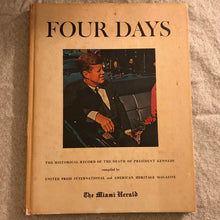 FOUR DAYS
THE HISTORICAL RECORD OF THE DEATH OF PRESIDENT KENNEDY
compiled by
UNITED PRESS INTERNATIONAL and AMERICAN HERITAGE MAGAZINE
The Miami Herald